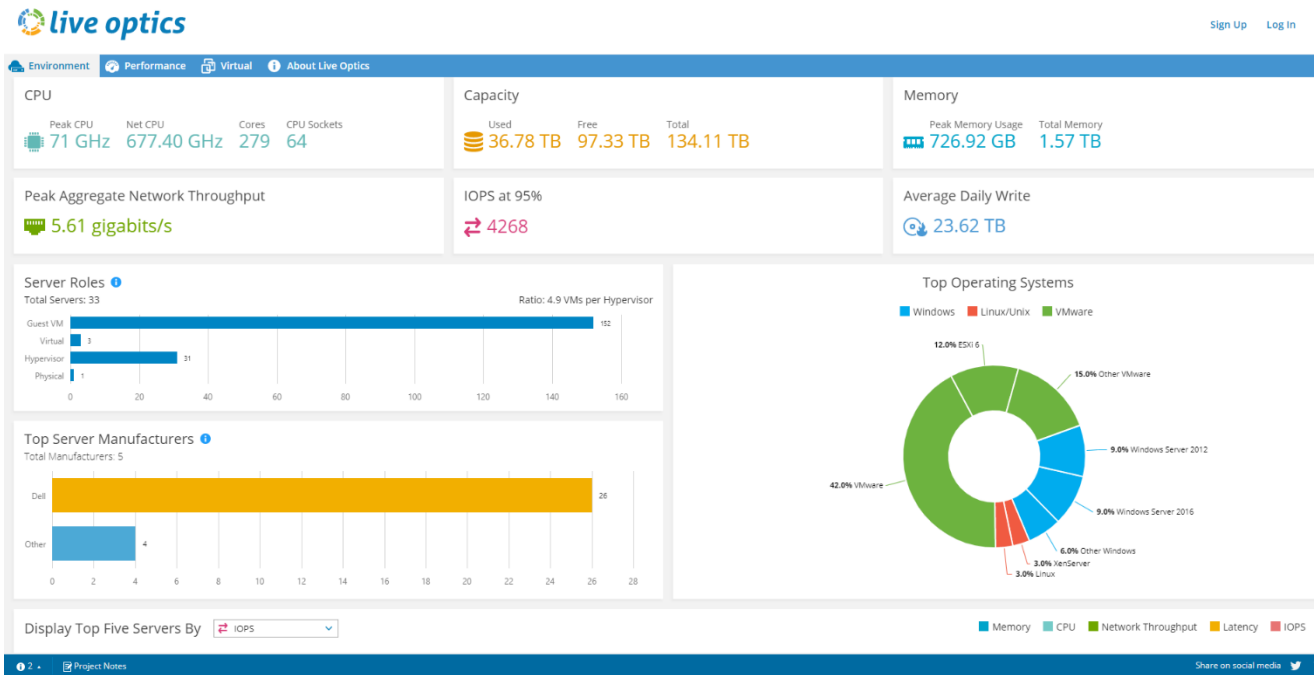 live optics
Sign Up Log In
Environment Performance Virtual About Live Optics
CPU
Peak CPU Net CPU Cores CPU Sockets
71 GHz 677.40 GHz 279 64
Capacity
Used Free Total
36.78 TB 97.33 TB 134.11 TB
Memory
Peak Memory Usage Total Memory
726.92 GB 1.57 TB
Peak Aggregate Network Throughput
5.61 gigabits/s
IOPS at 95%
4268
Average Daily Write
23.62 TB
Server Roles
Total Servers: 33 Ratio: 4.9 VMs per Hypervisor
Guest VM 152
Virtual 3
Hypervisor 31
Physical 1
0 20 40 60 80 100 120 140 160
Top Server Manufacturers
Total Manufacturers: 5
Dell 26
Other 4
0 2 4 6 8 10 12 14 16 18 20 22 24 26 28
Top Operating Systems
Windows Linux/Unix VMware
12.0% ESXi 6
15.0% Other VMware
9.0% Windows Server 2012
42.0% VMware
9.0% Windows Server 2016
6.0% Other Windows
3.0% XenServer
3.0% Linux
Display Top Five Servers By IOPS
Memory CPU Network Throughput Latency IOPS
2 Project Notes Share on social media